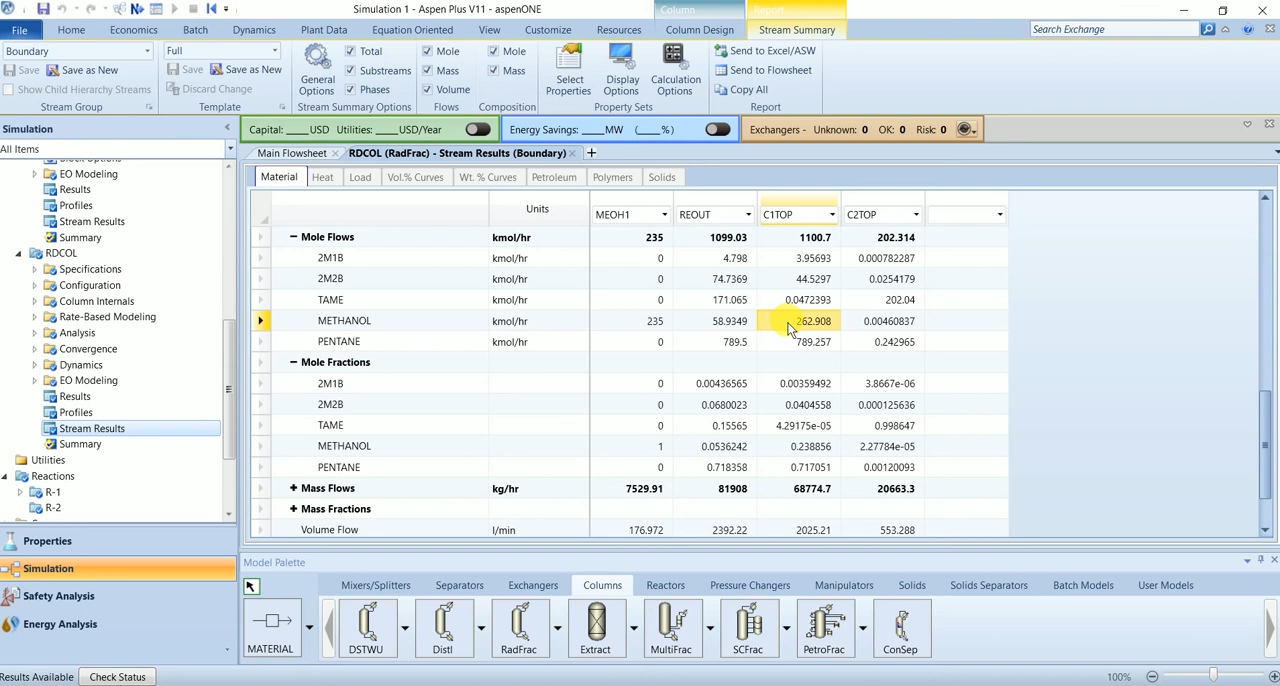 Simulation 1 - Aspen Plus V11 - aspenONE
Column
Report
File Home Economics Batch Dynamics Plant Data Equation Oriented View Customize Resources Column Design Stream Summary
Search Exchange
Boundary
Save Save as New
Show Child Hierarchy Streams
Stream Group
Full
Save Save as New
Discard Change
Template
General Options
Total
Substreams
Phases
Stream Summary Options
Mole
Mass
Volume
Flows
Mole
Mass
Composition
Select Properties
Display Options
Calculation Options
Property Sets
Send to Excel/ASW
Send to Flowsheet
Copy All
Report
Simulation
All Items
Capital: _____USD Utilities: _____USD/Year
Energy Savings: _____MW (_____%)
Exchangers - Unknown: 0 OK: 0 Risk: 0
Main Flowsheet RDCOL (RadFrac) - Stream Results (Boundary)
Material Heat Load Vol.% Curves Wt. % Curves Petroleum Polymers Solids
EO Modeling
Results
Profiles
Stream Results
Summary
RDCOL
Specifications
Configuration
Column Internals
Rate-Based Modeling
Analysis
Convergence
Dynamics
EO Modeling
Results
Profiles
Stream Results
Summary
Utilities
Reactions
R-1
R-2
Properties
Simulation
Safety Analysis
Energy Analysis
Units MEOH1 REOUT C1TOP C2TOP
Mole Flows kmol/hr 235 1099.03 1100.7 202.314
2M1B kmol/hr 0 4.798 3.95693 0.000782287
2M2B kmol/hr 0 74.7369 44.5297 0.0254179
TAME kmol/hr 0 171.065 0.0472393 202.04
METHANOL kmol/hr 235 58.9349 262.908 0.00460837
PENTANE kmol/hr 0 789.5 789.257 0.242965
Mole Fractions
2M1B 0 0.00436565 0.00359492 3.8667e-06
2M2B 0 0.0680023 0.0404558 0.000125636
TAME 0 0.15565 4.29175e-05 0.998647
METHANOL 1 0.0536242 0.238856 2.27784e-05
PENTANE 0 0.718358 0.717051 0.00120093
Mass Flows kg/hr 7529.91 81908 68774.7 20663.3
Mass Fractions
Volume Flow l/min 176.972 2392.22 2025.21 553.288
Model Palette
Mixers/Splitters Separators Exchangers Columns Reactors Pressure Changers Manipulators Solids Solids Separators Batch Models User Models
MATERIAL DSTWU Distl RadFrac Extract MultiFrac SCFrac PetroFrac ConSep
Results Available Check Status
100%